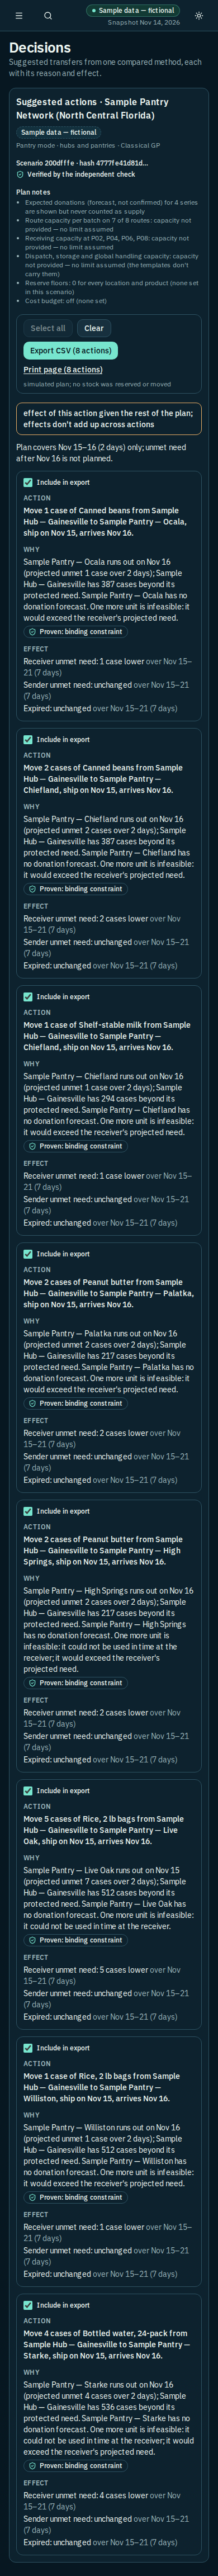 Sample data — fictional
Snapshot Nov 14, 2026
Decisions
Suggested transfers from one compared method, each
with its reason and effect.
Suggested actions · Sample Pantry
Network (North Central Florida)
Sample data — fictional
Pantry mode · hubs and pantries · Classical GP
Scenario 200dfffe · hash 4777fe41d81d…
Verified by the independent check
Plan notes
• Expected donations (forecast, not confirmed) for 4 series
are shown but never counted as supply
• Route capacity per batch on 7 of 8 routes: capacity not
provided — no limit assumed
• Receiving capacity at P02, P04, P06, P08: capacity not
provided — no limit assumed
• Dispatch, storage and global handling capacity: capacity
not provided — no limit assumed (the templates don't
carry them)
• Reserve floors: 0 for every location and product (none set
in this scenario)
• Cost budget: off (none set)
Select all
Clear
Export CSV (8 actions)
Print page (8 actions)
simulated plan; no stock was reserved or moved
effect of this action given the rest of the plan;
effects don't add up across actions
Plan covers Nov 15–16 (2 days) only; unmet need
after Nov 16 is not planned.
Include in export
ACTION
Move 1 case of Canned beans from Sample
Hub — Gainesville to Sample Pantry — Ocala,
ship on Nov 15, arrives Nov 16.
WHY
Sample Pantry — Ocala runs out on Nov 16
(projected unmet 1 case over 2 days); Sample
Hub — Gainesville has 387 cases beyond its
protected need. Sample Pantry — Ocala has no
donation forecast. One more unit is infeasible: it
would exceed the receiver's projected need.
Proven: binding constraint
EFFECT
Receiver unmet need: 1 case lower over Nov 15–
21 (7 days)
Sender unmet need: unchanged over Nov 15–21
(7 days)
Expired: unchanged over Nov 15–21 (7 days)
Include in export
ACTION
Move 2 cases of Canned beans from Sample
Hub — Gainesville to Sample Pantry —
Chiefland, ship on Nov 15, arrives Nov 16.
WHY
Sample Pantry — Chiefland runs out on Nov 16
(projected unmet 2 cases over 2 days); Sample
Hub — Gainesville has 387 cases beyond its
protected need. Sample Pantry — Chiefland has
no donation forecast. One more unit is infeasible:
it would exceed the receiver's projected need.
Proven: binding constraint
EFFECT
Receiver unmet need: 2 cases lower over Nov
15–21 (7 days)
Sender unmet need: unchanged over Nov 15–21
(7 days)
Expired: unchanged over Nov 15–21 (7 days)
Include in export
ACTION
Move 1 case of Shelf-stable milk from Sample
Hub — Gainesville to Sample Pantry —
Chiefland, ship on Nov 15, arrives Nov 16.
WHY
Sample Pantry — Chiefland runs out on Nov 16
(projected unmet 1 case over 2 days); Sample
Hub — Gainesville has 294 cases beyond its
protected need. Sample Pantry — Chiefland has
no donation forecast. One more unit is infeasible:
it would exceed the receiver's projected need.
Proven: binding constraint
EFFECT
Receiver unmet need: 1 case lower over Nov 15–
21 (7 days)
Sender unmet need: unchanged over Nov 15–21
(7 days)
Expired: unchanged over Nov 15–21 (7 days)
Include in export
ACTION
Move 2 cases of Peanut butter from Sample
Hub — Gainesville to Sample Pantry — Palatka,
ship on Nov 15, arrives Nov 16.
WHY
Sample Pantry — Palatka runs out on Nov 16
(projected unmet 2 cases over 2 days); Sample
Hub — Gainesville has 217 cases beyond its
protected need. Sample Pantry — Palatka has no
donation forecast. One more unit is infeasible: it
would exceed the receiver's projected need.
Proven: binding constraint
EFFECT
Receiver unmet need: 2 cases lower over Nov
15–21 (7 days)
Sender unmet need: unchanged over Nov 15–21
(7 days)
Expired: unchanged over Nov 15–21 (7 days)
Include in export
ACTION
Move 2 cases of Peanut butter from Sample
Hub — Gainesville to Sample Pantry — High
Springs, ship on Nov 15, arrives Nov 16.
WHY
Sample Pantry — High Springs runs out on Nov 16
(projected unmet 2 cases over 2 days); Sample
Hub — Gainesville has 217 cases beyond its
protected need. Sample Pantry — High Springs
has no donation forecast. One more unit is
infeasible: it could not be used in time at the
receiver; it would exceed the receiver's
projected need.
Proven: binding constraint
EFFECT
Receiver unmet need: 2 cases lower over Nov
15–21 (7 days)
Sender unmet need: unchanged over Nov 15–21
(7 days)
Expired: unchanged over Nov 15–21 (7 days)
Include in export
ACTION
Move 5 cases of Rice, 2 lb bags from Sample
Hub — Gainesville to Sample Pantry — Live
Oak, ship on Nov 15, arrives Nov 16.
WHY
Sample Pantry — Live Oak runs out on Nov 15
(projected unmet 7 cases over 2 days); Sample
Hub — Gainesville has 512 cases beyond its
protected need. Sample Pantry — Live Oak has
no donation forecast. One more unit is infeasible:
it could not be used in time at the receiver.
Proven: binding constraint
EFFECT
Receiver unmet need: 5 cases lower over Nov
15–21 (7 days)
Sender unmet need: unchanged over Nov 15–21
(7 days)
Expired: unchanged over Nov 15–21 (7 days)
Include in export
ACTION
Move 1 case of Rice, 2 lb bags from Sample
Hub — Gainesville to Sample Pantry —
Williston, ship on Nov 15, arrives Nov 16.
WHY
Sample Pantry — Williston runs out on Nov 16
(projected unmet 1 case over 2 days); Sample
Hub — Gainesville has 512 cases beyond its
protected need. Sample Pantry — Williston has
no donation forecast. One more unit is infeasible:
it would exceed the receiver's projected need.
Proven: binding constraint
EFFECT
Receiver unmet need: 1 case lower over Nov 15–
21 (7 days)
Sender unmet need: unchanged over Nov 15–21
(7 days)
Expired: unchanged over Nov 15–21 (7 days)
Include in export
ACTION
Move 4 cases of Bottled water, 24-pack from
Sample Hub — Gainesville to Sample Pantry —
Starke, ship on Nov 15, arrives Nov 16.
WHY
Sample Pantry — Starke runs out on Nov 16
(projected unmet 4 cases over 2 days); Sample
Hub — Gainesville has 536 cases beyond its
protected need. Sample Pantry — Starke has no
donation forecast. One more unit is infeasible: it
could not be used in time at the receiver; it would
exceed the receiver's projected need.
Proven: binding constraint
EFFECT
Receiver unmet need: 4 cases lower over Nov
15–21 (7 days)
Sender unmet need: unchanged over Nov 15–21
(7 days)
Expired: unchanged over Nov 15–21 (7 days)